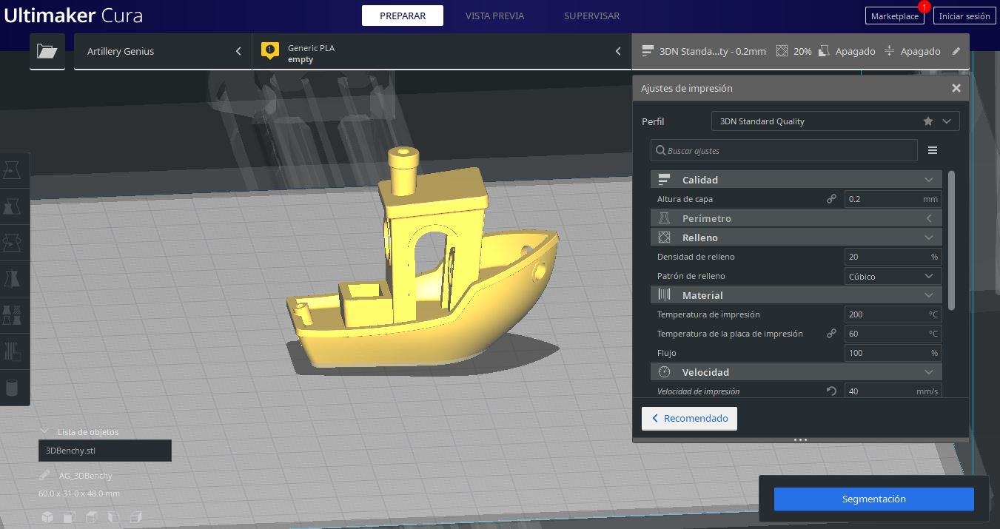 Ultimaker Cura
PREPARAR
VISTA PREVIA
SUPERVISAR
Marketplace
1
Iniciar sesión
Artillery Genius
1
Generic PLA
empty
3DN Standa...ty - 0.2mm
20%
Apagado
Apagado
Ajustes de impresión
Perfil
3DN Standard Quality
Buscar ajustes
Calidad
Altura de capa
0.2
mm
Perímetro
Relleno
Densidad de relleno
20
%
Patrón de relleno
Cúbico
Material
Temperatura de impresión
200
°C
Temperatura de la placa de impresión
60
°C
Flujo
100
%
Velocidad
Velocidad de impresión
40
mm/s
Recomendado
Lista de objetos
3DBenchy.stl
AG_3DBenchy
60.0 x 31.0 x 48.0 mm
Segmentación